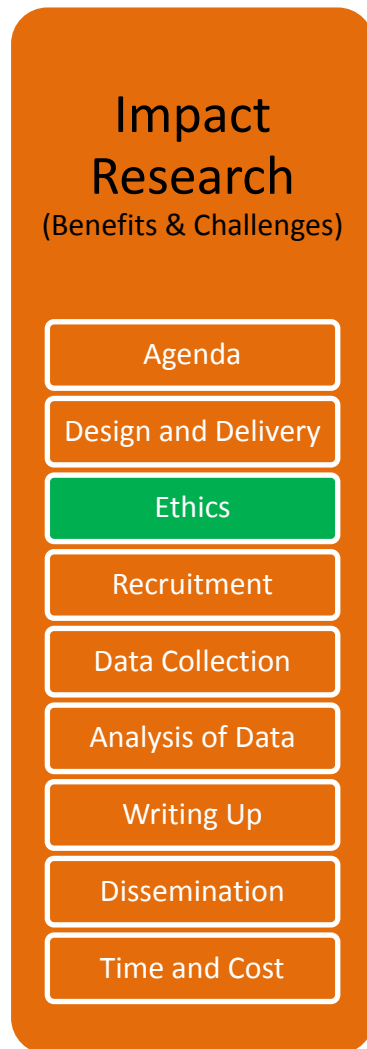 Impact
Research
(Benefits & Challenges)
Agenda
Design and Delivery
Ethics
Recruitment
Data Collection
Analysis of Data
Writing Up
Dissemination
Time and Cost